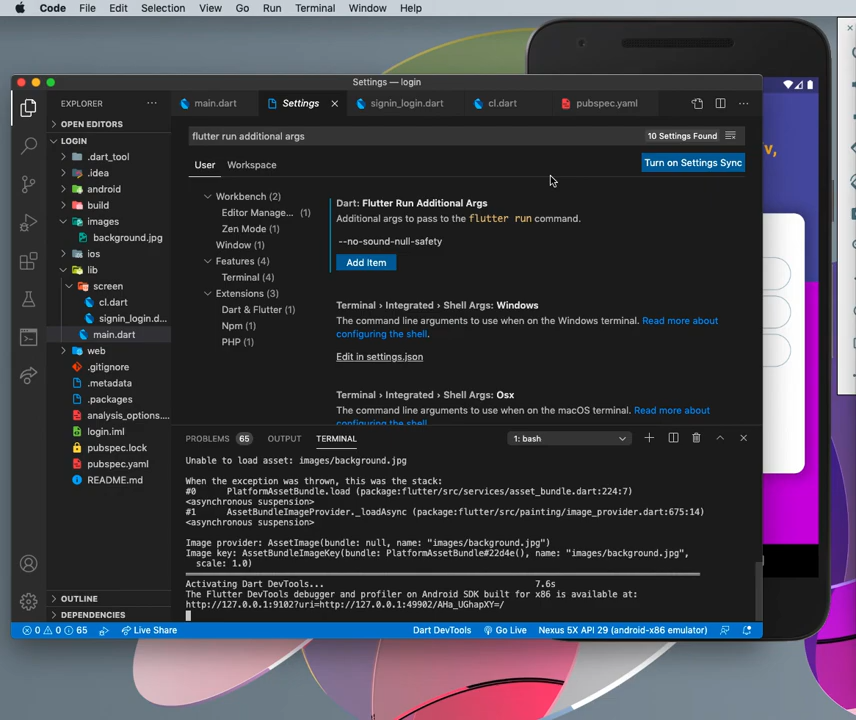 Code File Edit Selection View Go Run Terminal Window Help
Settings — login
EXPLORER
main.dart
Settings
signin_login.dart
cl.dart
pubspec.yaml
OPEN EDITORS
LOGIN
.dart_tool
.idea
android
build
images
background.jpg
ios
lib
screen
cl.dart
signin_login.d...
main.dart
web
.gitignore
.metadata
.packages
analysis_options....
login.iml
pubspec.lock
pubspec.yaml
README.md
OUTLINE
DEPENDENCIES
flutter run additional args
10 Settings Found
User
Workspace
Turn on Settings Sync
Workbench (2)
Editor Manage... (1)
Zen Mode (1)
Window (1)
Features (4)
Terminal (4)
Extensions (3)
Dart & Flutter (1)
Npm (1)
PHP (1)
Dart: Flutter Run Additional Args
Additional args to pass to the flutter run command.
--no-sound-null-safety
Add Item
Terminal › Integrated › Shell Args: Windows
The command line arguments to use when on the Windows terminal. Read more about
configuring the shell.
Edit in settings.json
Terminal › Integrated › Shell Args: Osx
The command line arguments to use when on the macOS terminal. Read more about
configuring the shell.
PROBLEMS 65 OUTPUT TERMINAL
1: bash
Unable to load asset: images/background.jpg
When the exception was thrown, this was the stack:
#0 PlatformAssetBundle.load (package:flutter/src/services/asset_bundle.dart:224:7)
<asynchronous suspension>
#1 AssetBundleImageProvider._loadAsync (package:flutter/src/painting/image_provider.dart:675:14)
<asynchronous suspension>
Image provider: AssetImage(bundle: null, name: "images/background.jpg")
Image key: AssetBundleImageKey(bundle: PlatformAssetBundle#22d4e(), name: "images/background.jpg",
scale: 1.0)
Activating Dart DevTools... 7.6s
The Flutter DevTools debugger and profiler on Android SDK built for x86 is available at:
http://127.0.0.1:9102?uri=http://127.0.0.1:49902/AHa_UGhapXY=/
0 0 65
Live Share
Dart DevTools
Go Live
Nexus 5X API 29 (android-x86 emulator)